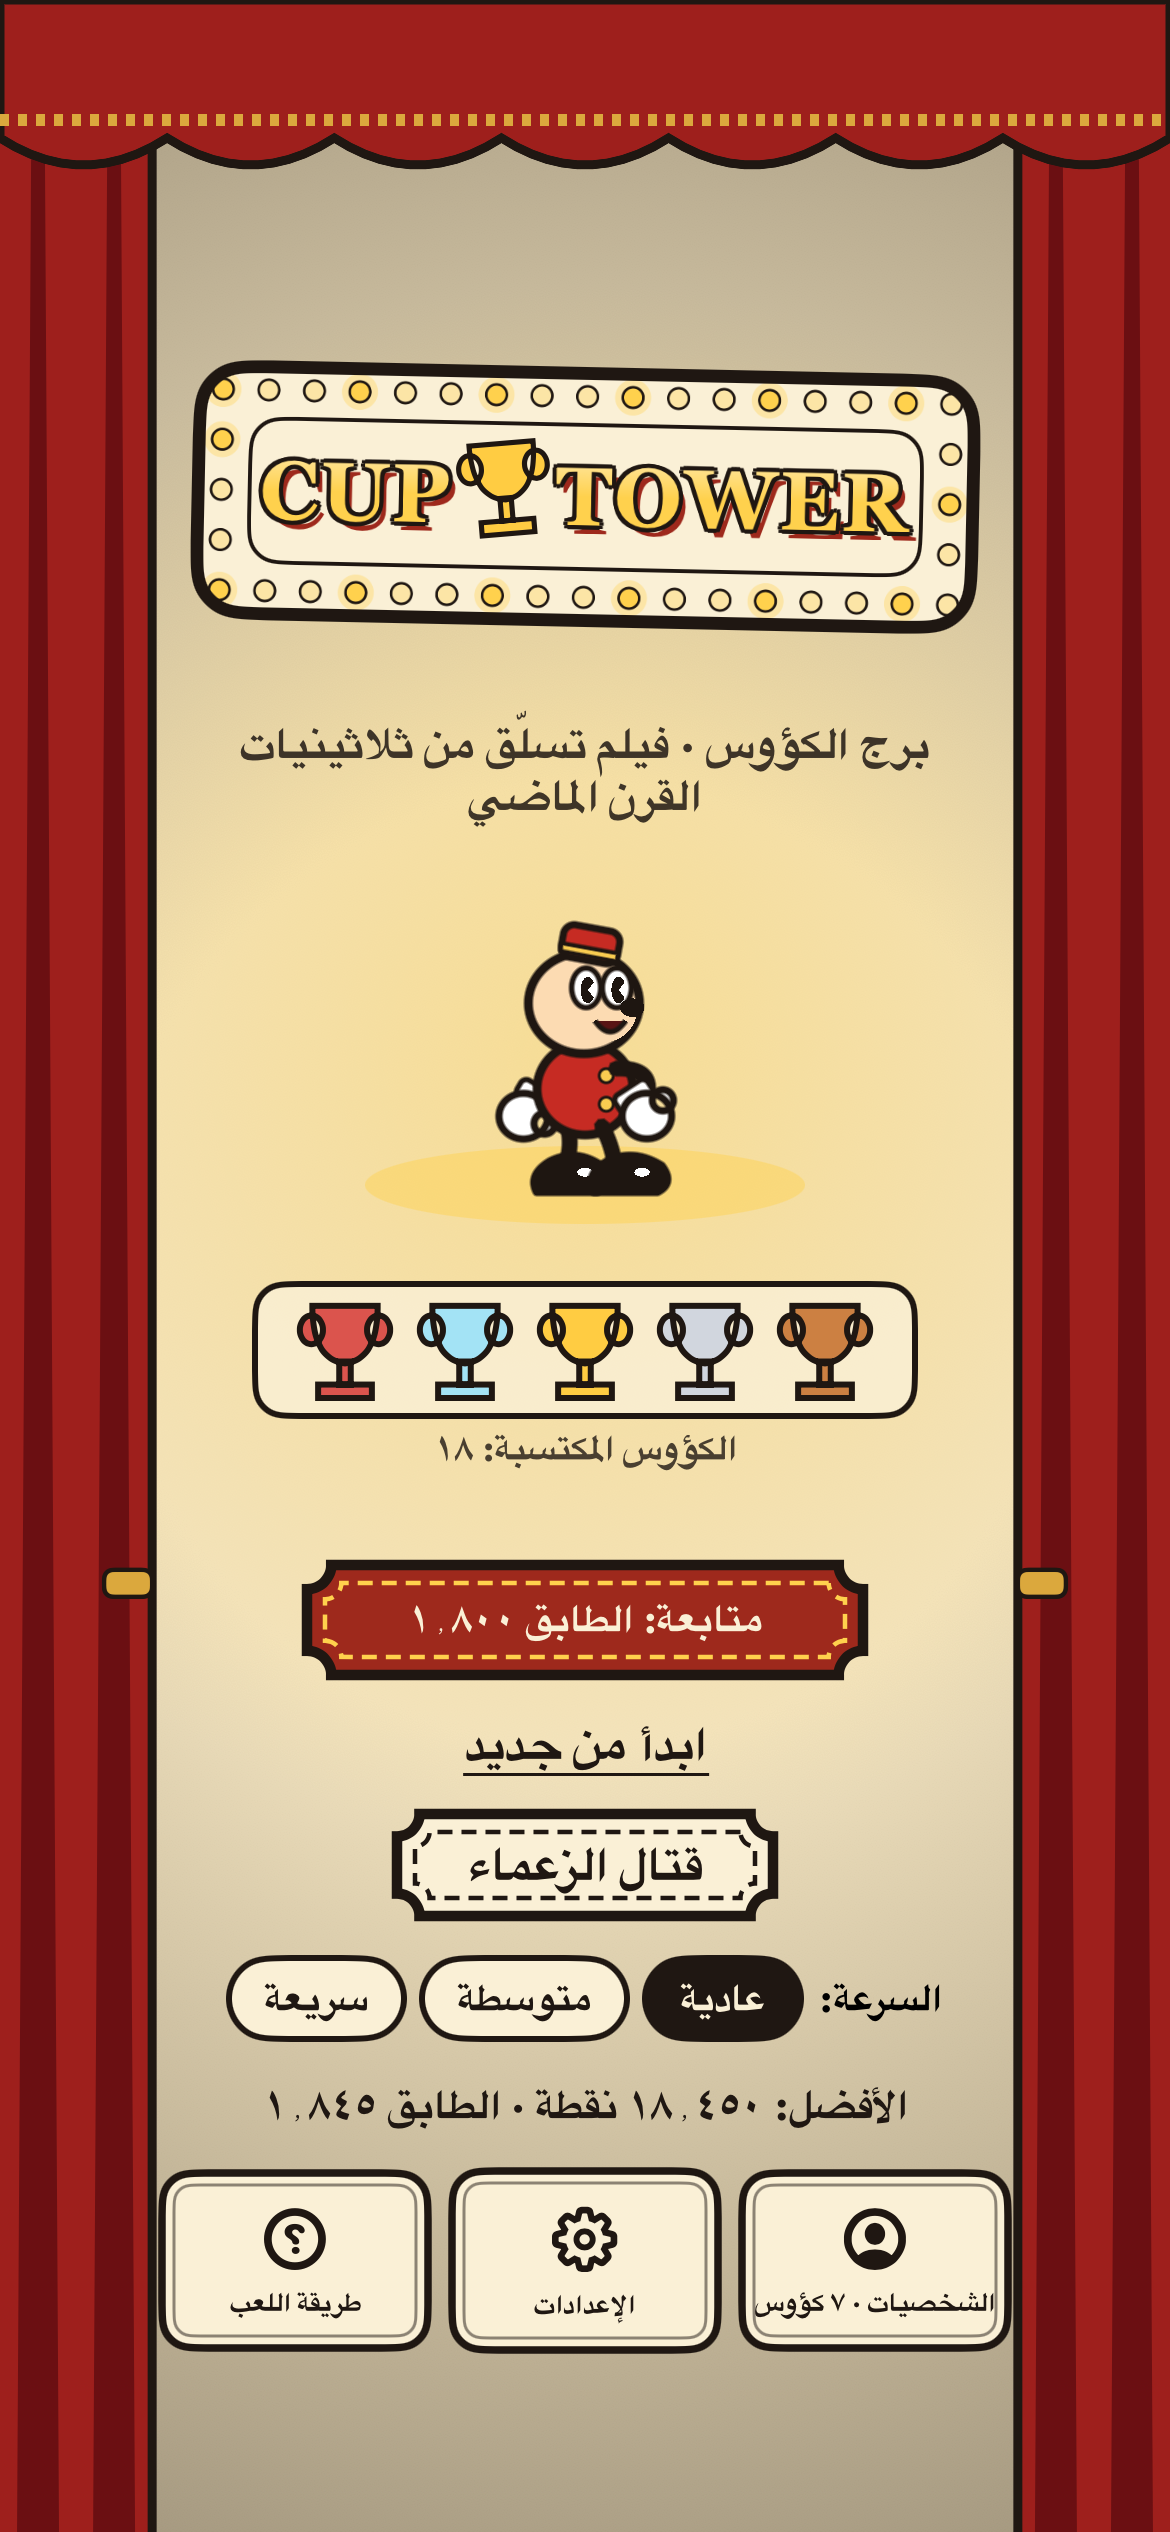 CUP TOWER
برج الكؤوس • فيلم تسلّق من ثلاثينيات
القرن الماضي
الكؤوس المكتسبة: ١٨
متابعة: الطابق ١٬٨٠٠
ابدأ من جديد
قتال الزعماء
السرعة: عادية متوسطة سريعة
الأفضل: ١٨٬٤٥٠ نقطة • الطابق ١٬٨٤٥
الشخصيات • ٧ كؤوس
الإعدادات
طريقة اللعب